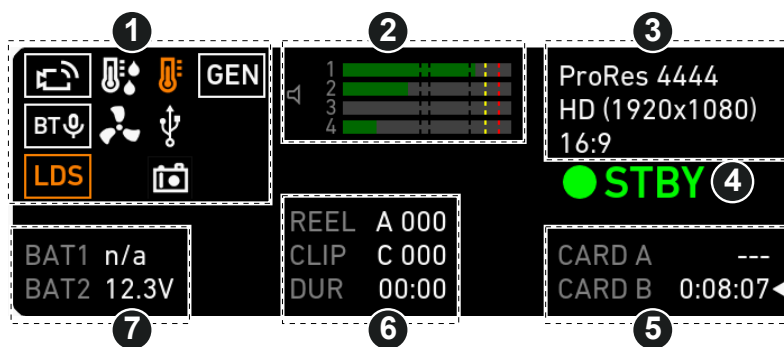 1
2
3
GEN
BT
LDS
1
2
3
4
ProRes 4444
HD (1920x1080)
16:9
STBY
4
REEL A 000
CLIP C 000
DUR 00:00
BAT1 n/a
BAT2 12.3V
CARD A ---
CARD B 0:08:07
7
6
5